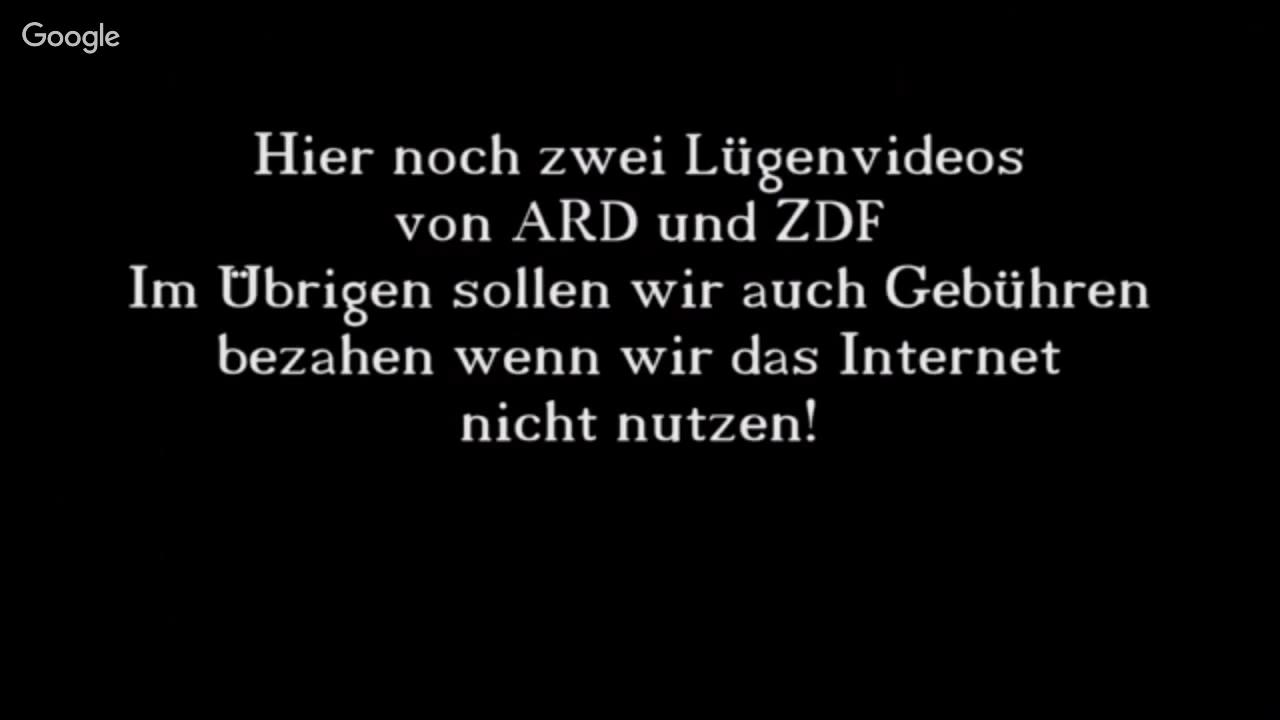 Google
Hier noch zwei Lügenvideos
von ARD und ZDF
Im Übrigen sollen wir auch Gebühren
bezahen wenn wir das Internet
nicht nutzen!